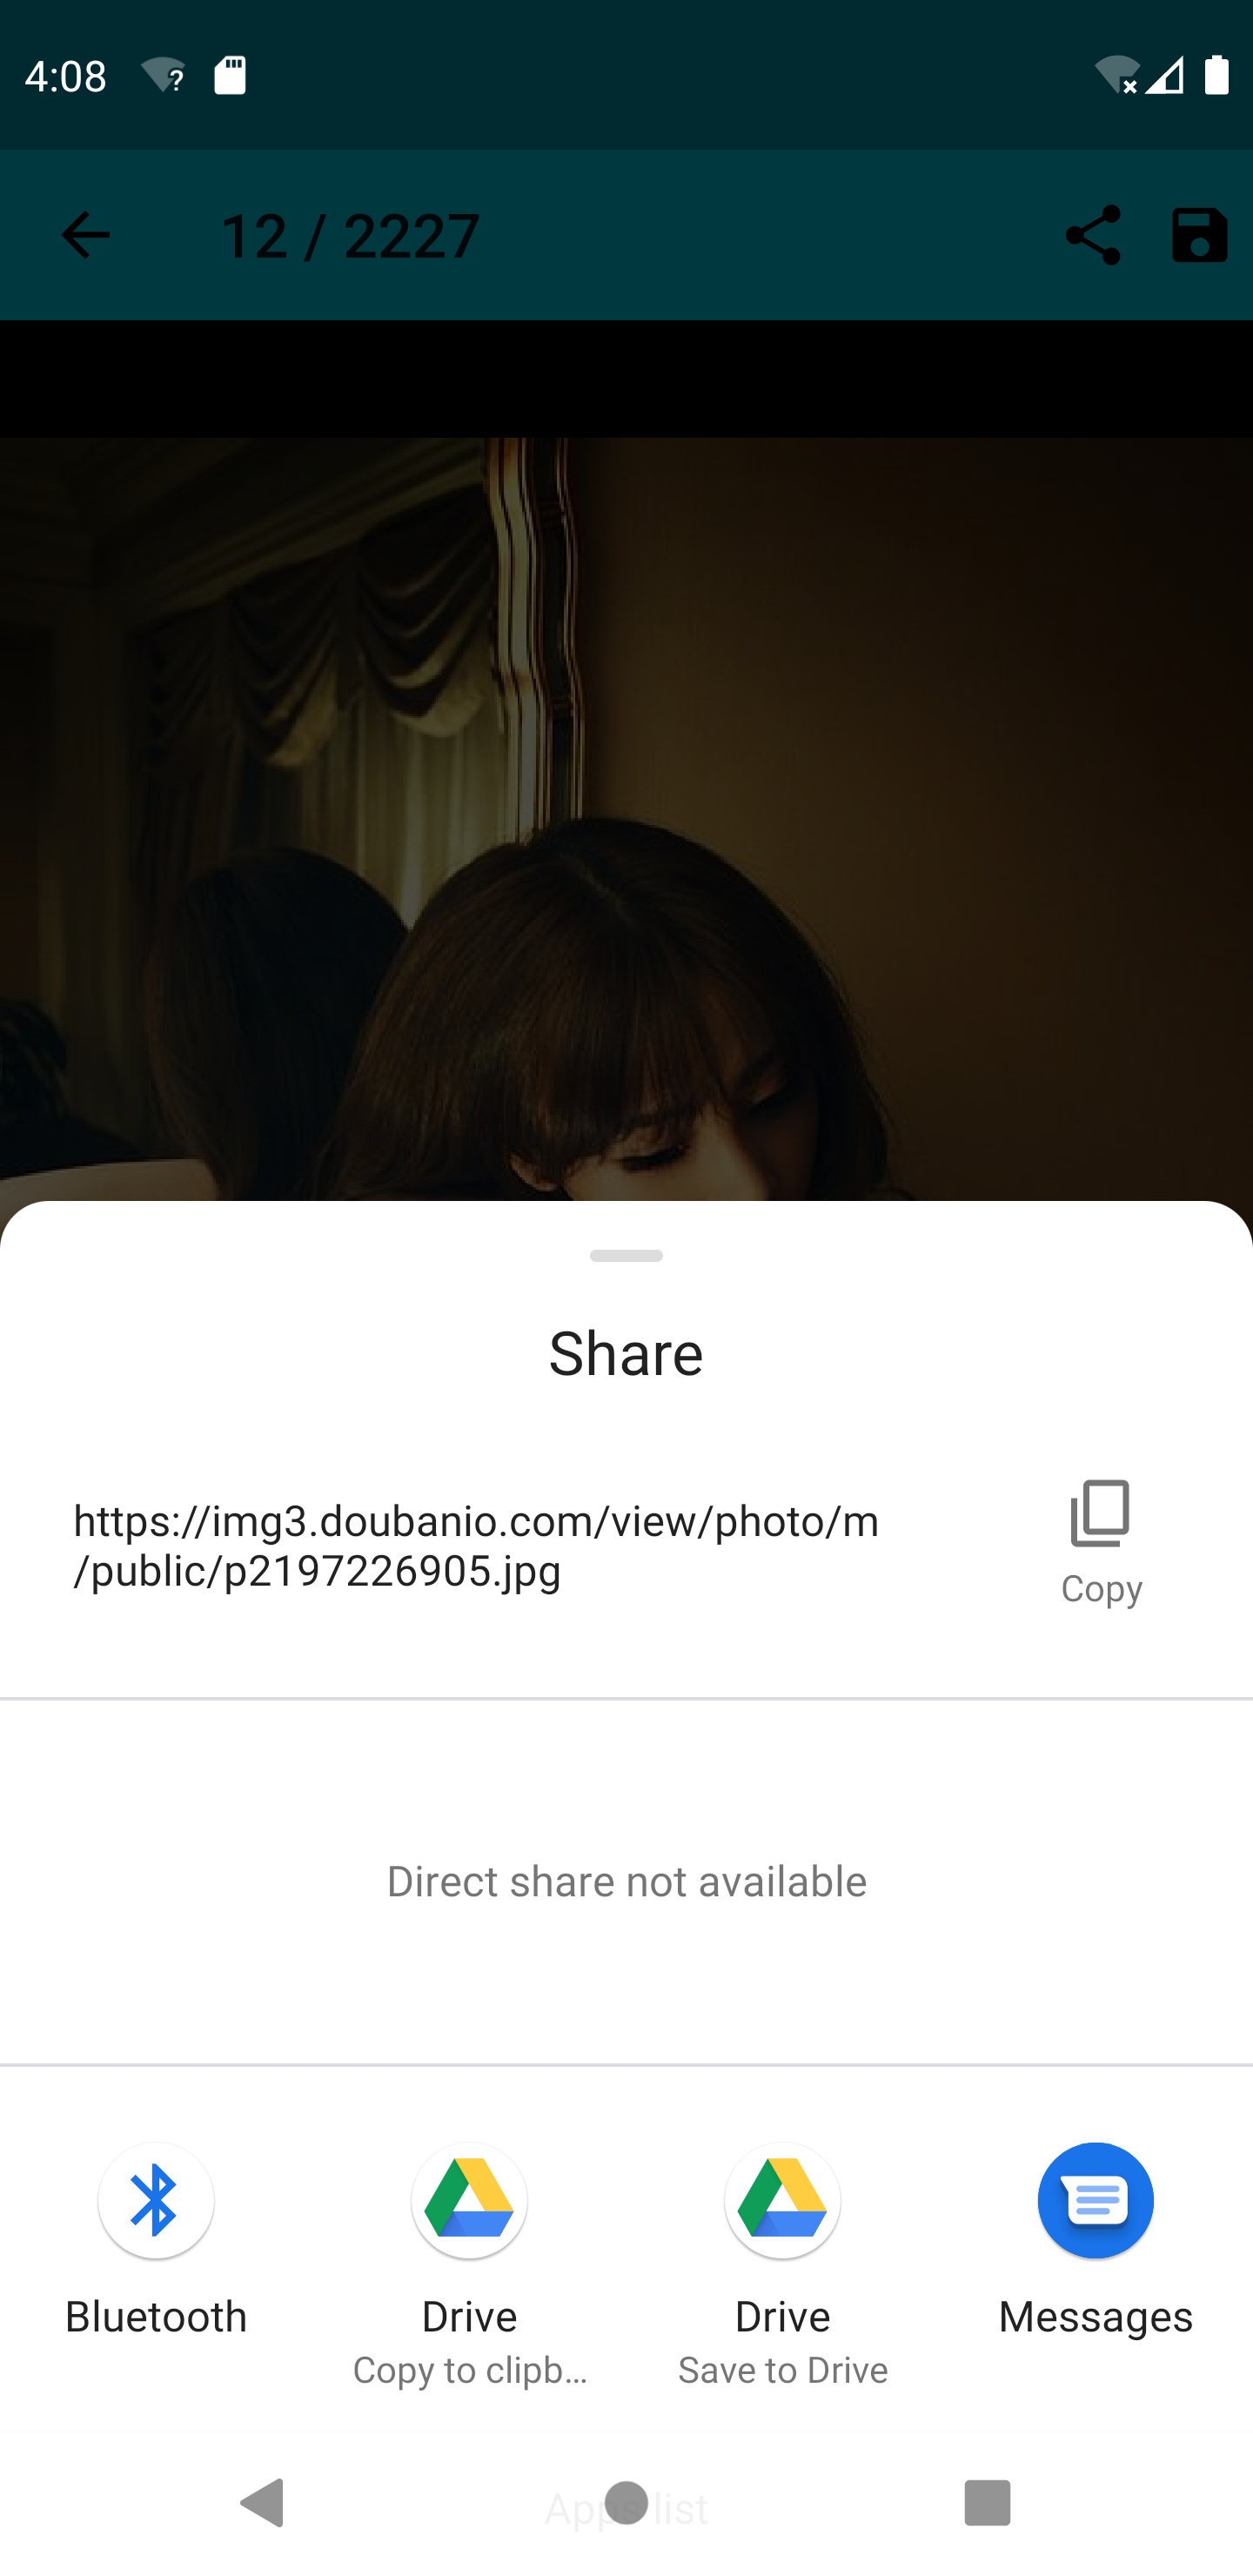 4:08
12 / 2227
Share
https://img3.doubanio.com/view/photo/m
/public/p2197226905.jpg
Copy
Direct share not available
Bluetooth
Drive
Copy to clipb…
Drive
Save to Drive
Messages
Apps list